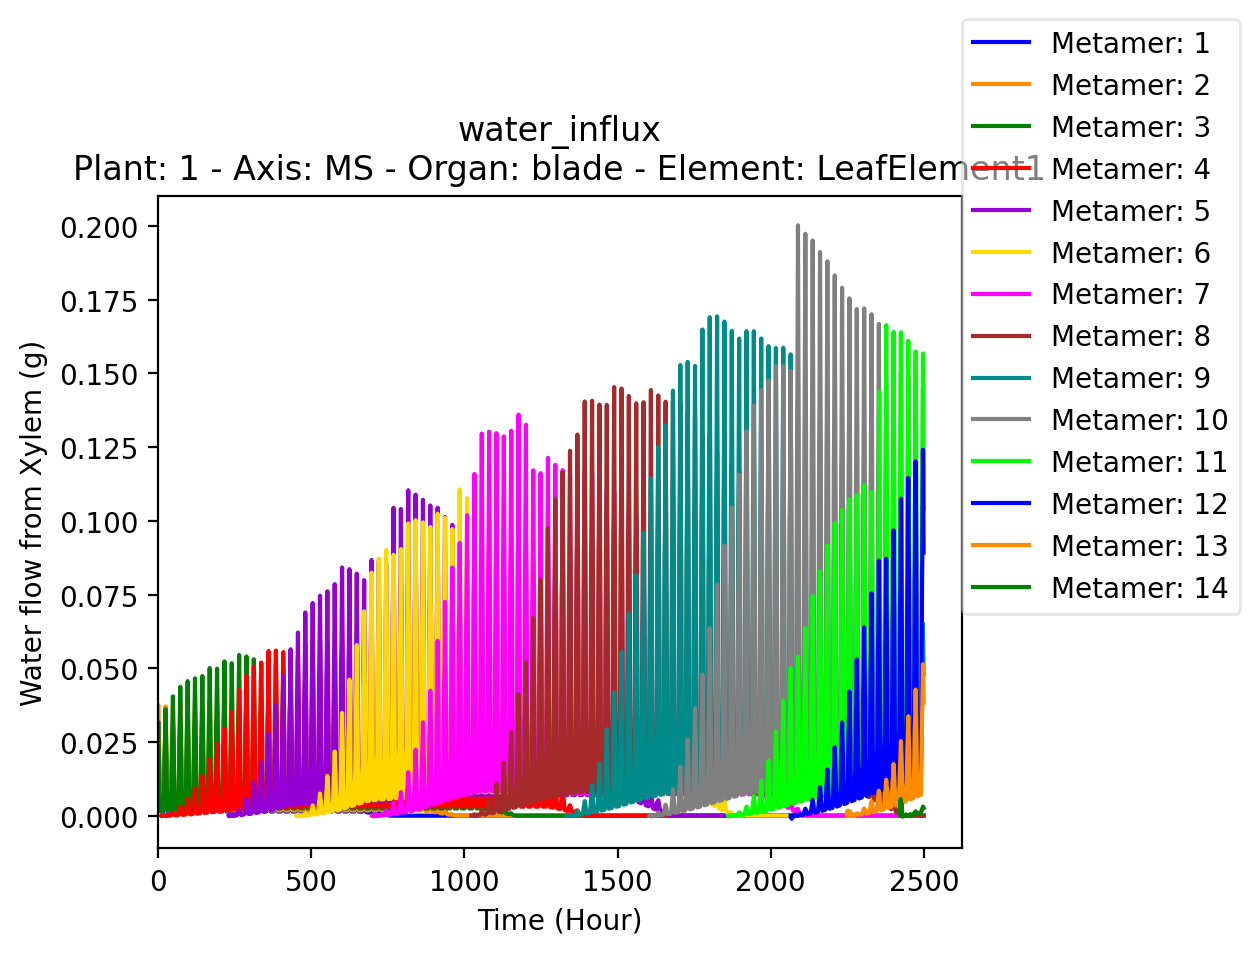 water_influx
Plant: 1 - Axis: MS - Organ: blade - Element: LeafElement1
Metamer: 1
Metamer: 2
Metamer: 3
Metamer: 4
Metamer: 5
Metamer: 6
Metamer: 7
Metamer: 8
Metamer: 9
Metamer: 10
Metamer: 11
Metamer: 12
Metamer: 13
Metamer: 14
Water flow from Xylem (g)
0.200
0.175
0.150
0.125
0.100
0.075
0.050
0.025
0.000
0 500 1000 1500 2000 2500
Time (Hour)